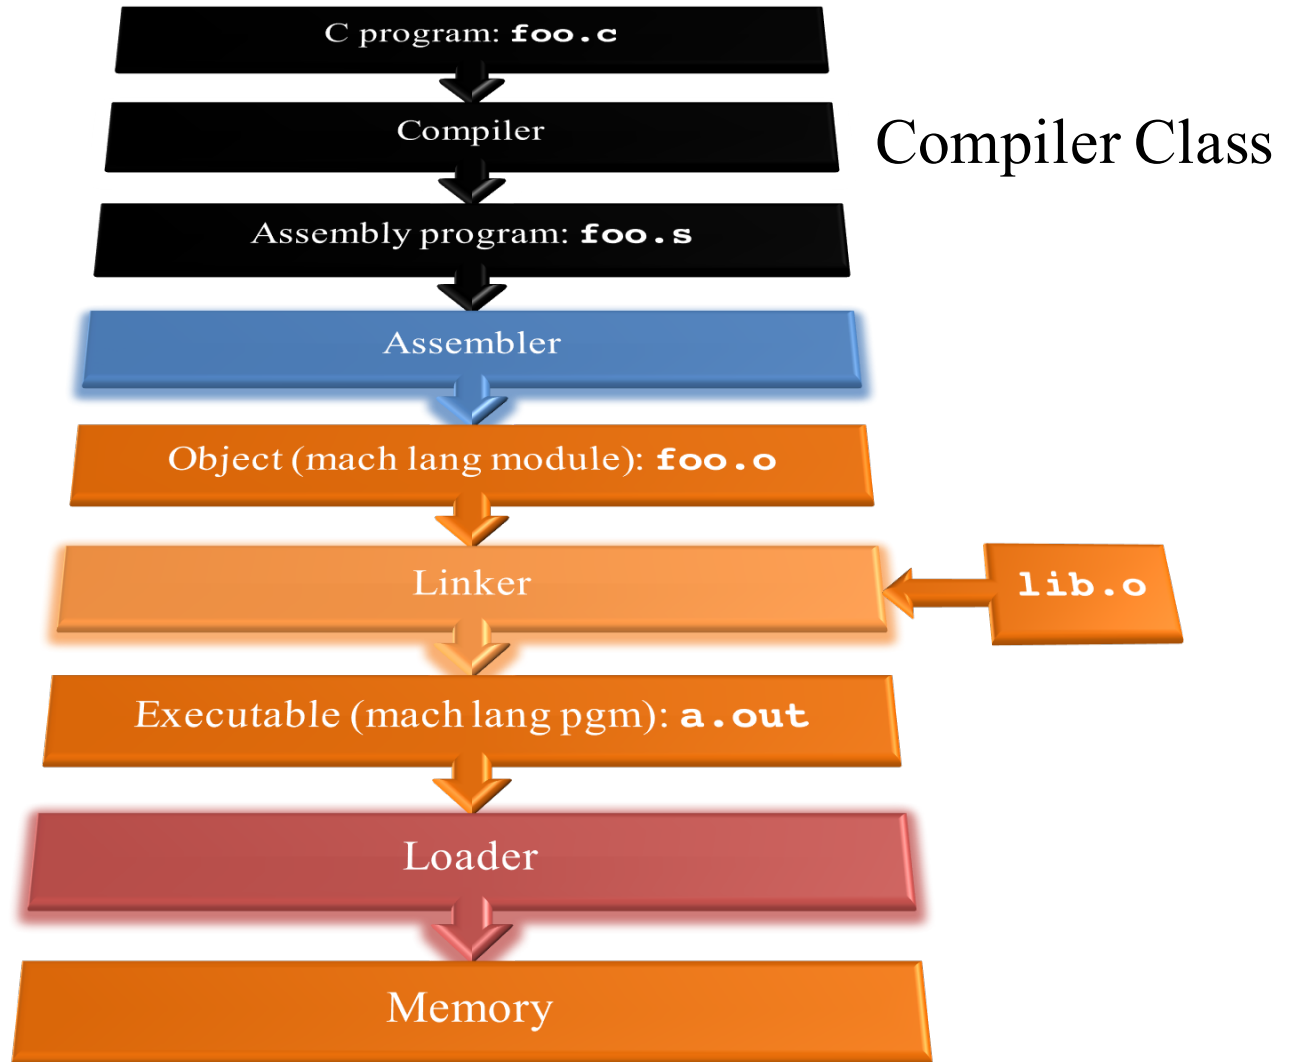 C program: foo.c
Compiler
Compiler Class
Assembly program: foo.s
Assembler
Object (mach lang module): foo.o
Linker
lib.o
Executable (mach lang pgm): a.out
Loader
Memory